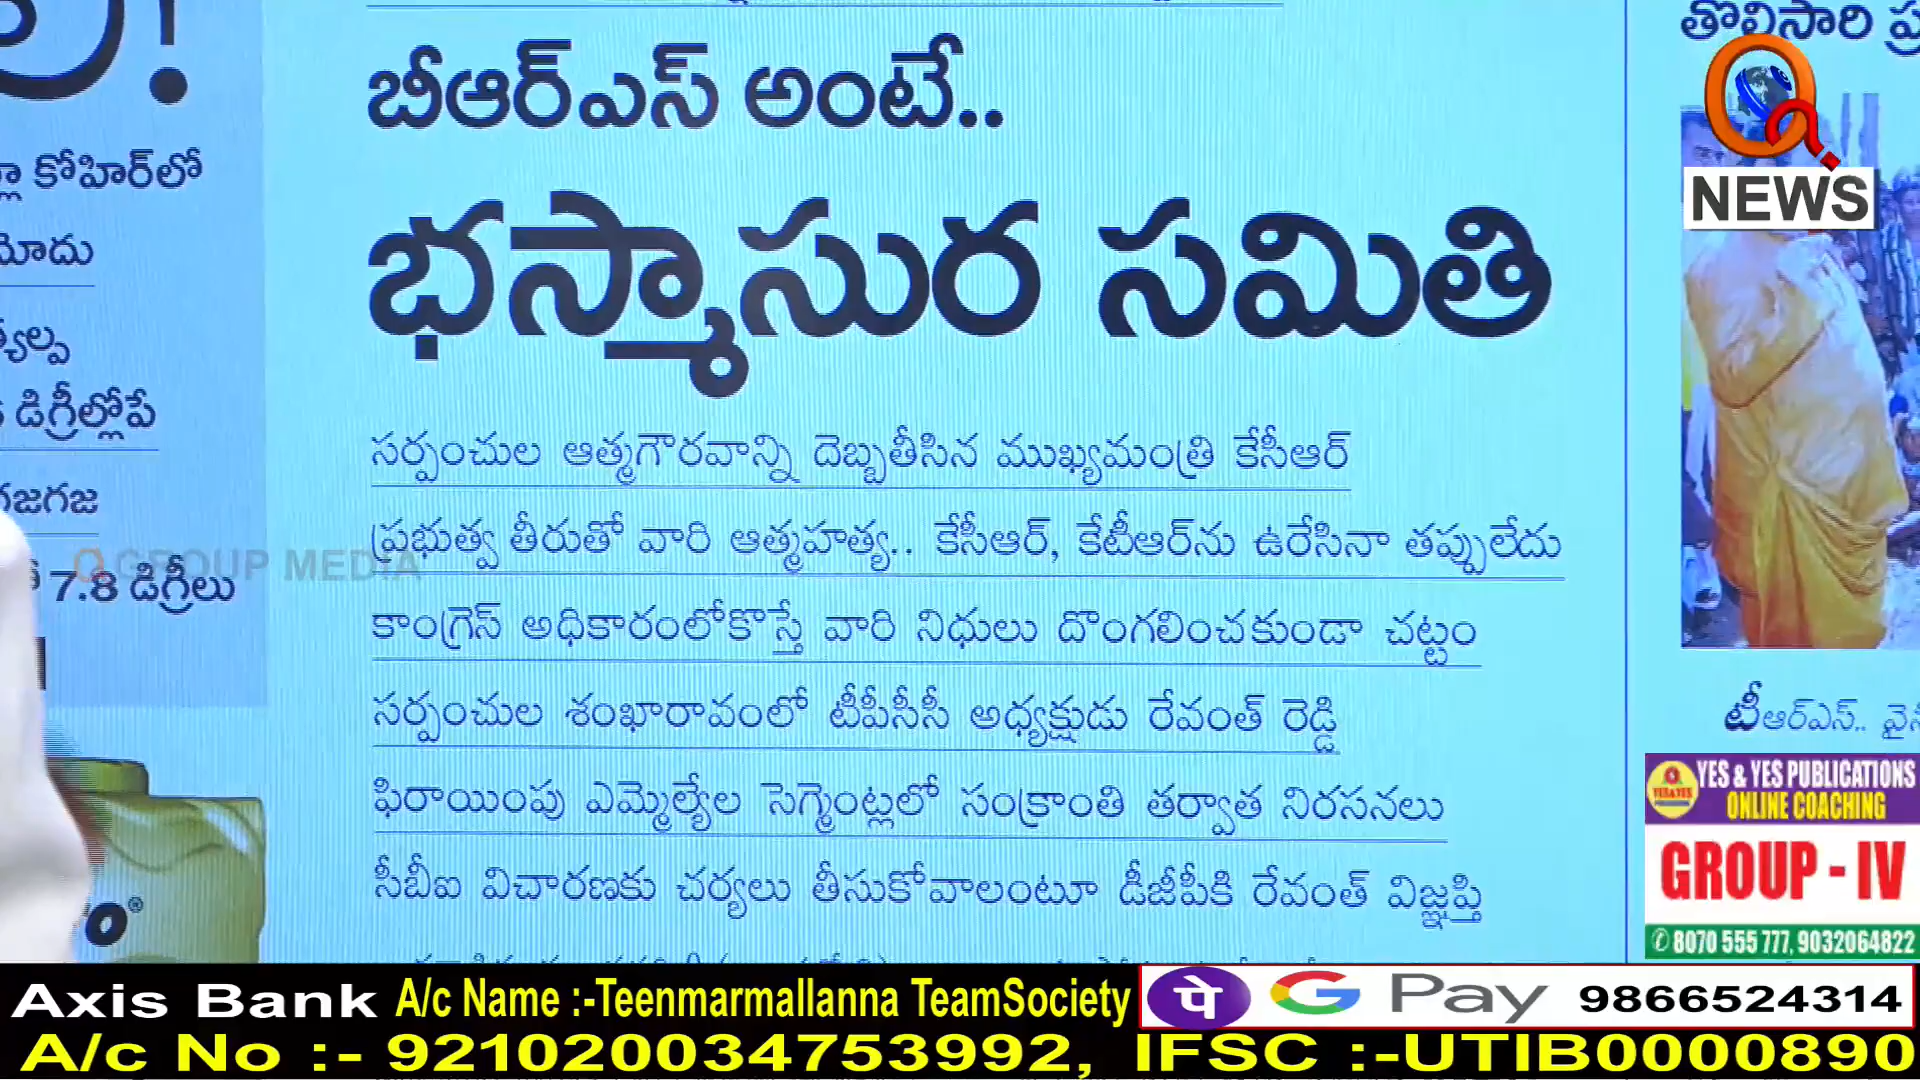 కోహిర్‌లో
డిగ్రీల్లోపే
7.8 డిగ్రీలు
బీఆర్ఎస్ అంటే..
భస్మాసుర సమితి
సర్పంచుల ఆత్మగౌరవాన్ని దెబ్బతీసిన ముఖ్యమంత్రి కేసీఆర్
ప్రభుత్వ తీరుతో వారి ఆత్మహత్య.. కేసీఆర్, కేటీఆర్‌ను ఉరేసినా తప్పులేదు
కాంగ్రెస్ అధికారంలోకొస్తే వారి నిధులు దొంగలించకుండా చట్టం
సర్పంచుల శంఖారావంలో టీపీసీసీ అధ్యక్షుడు రేవంత్ రెడ్డి
ఫిరాయింపు ఎమ్మెల్యేల సెగ్మెంట్లలో సంక్రాంతి తర్వాత నిరసనలు
సీబీఐ విచారణకు చర్యలు తీసుకోవాలంటూ డీజీపీకి రేవంత్ విజ్ఞప్తి
Q GROUP MEDIA
తొలిసారి
Q
NEWS
టీఆర్ఎస్..
YES & YES PUBLICATIONS
ONLINE COACHING
GROUP - IV
8070 555 777, 9032064822
Axis Bank A/c Name :-Teenmarmallanna TeamSociety
पे G Pay 9866524314
A/c No :- 921020034753992, IFSC :-UTIB0000890